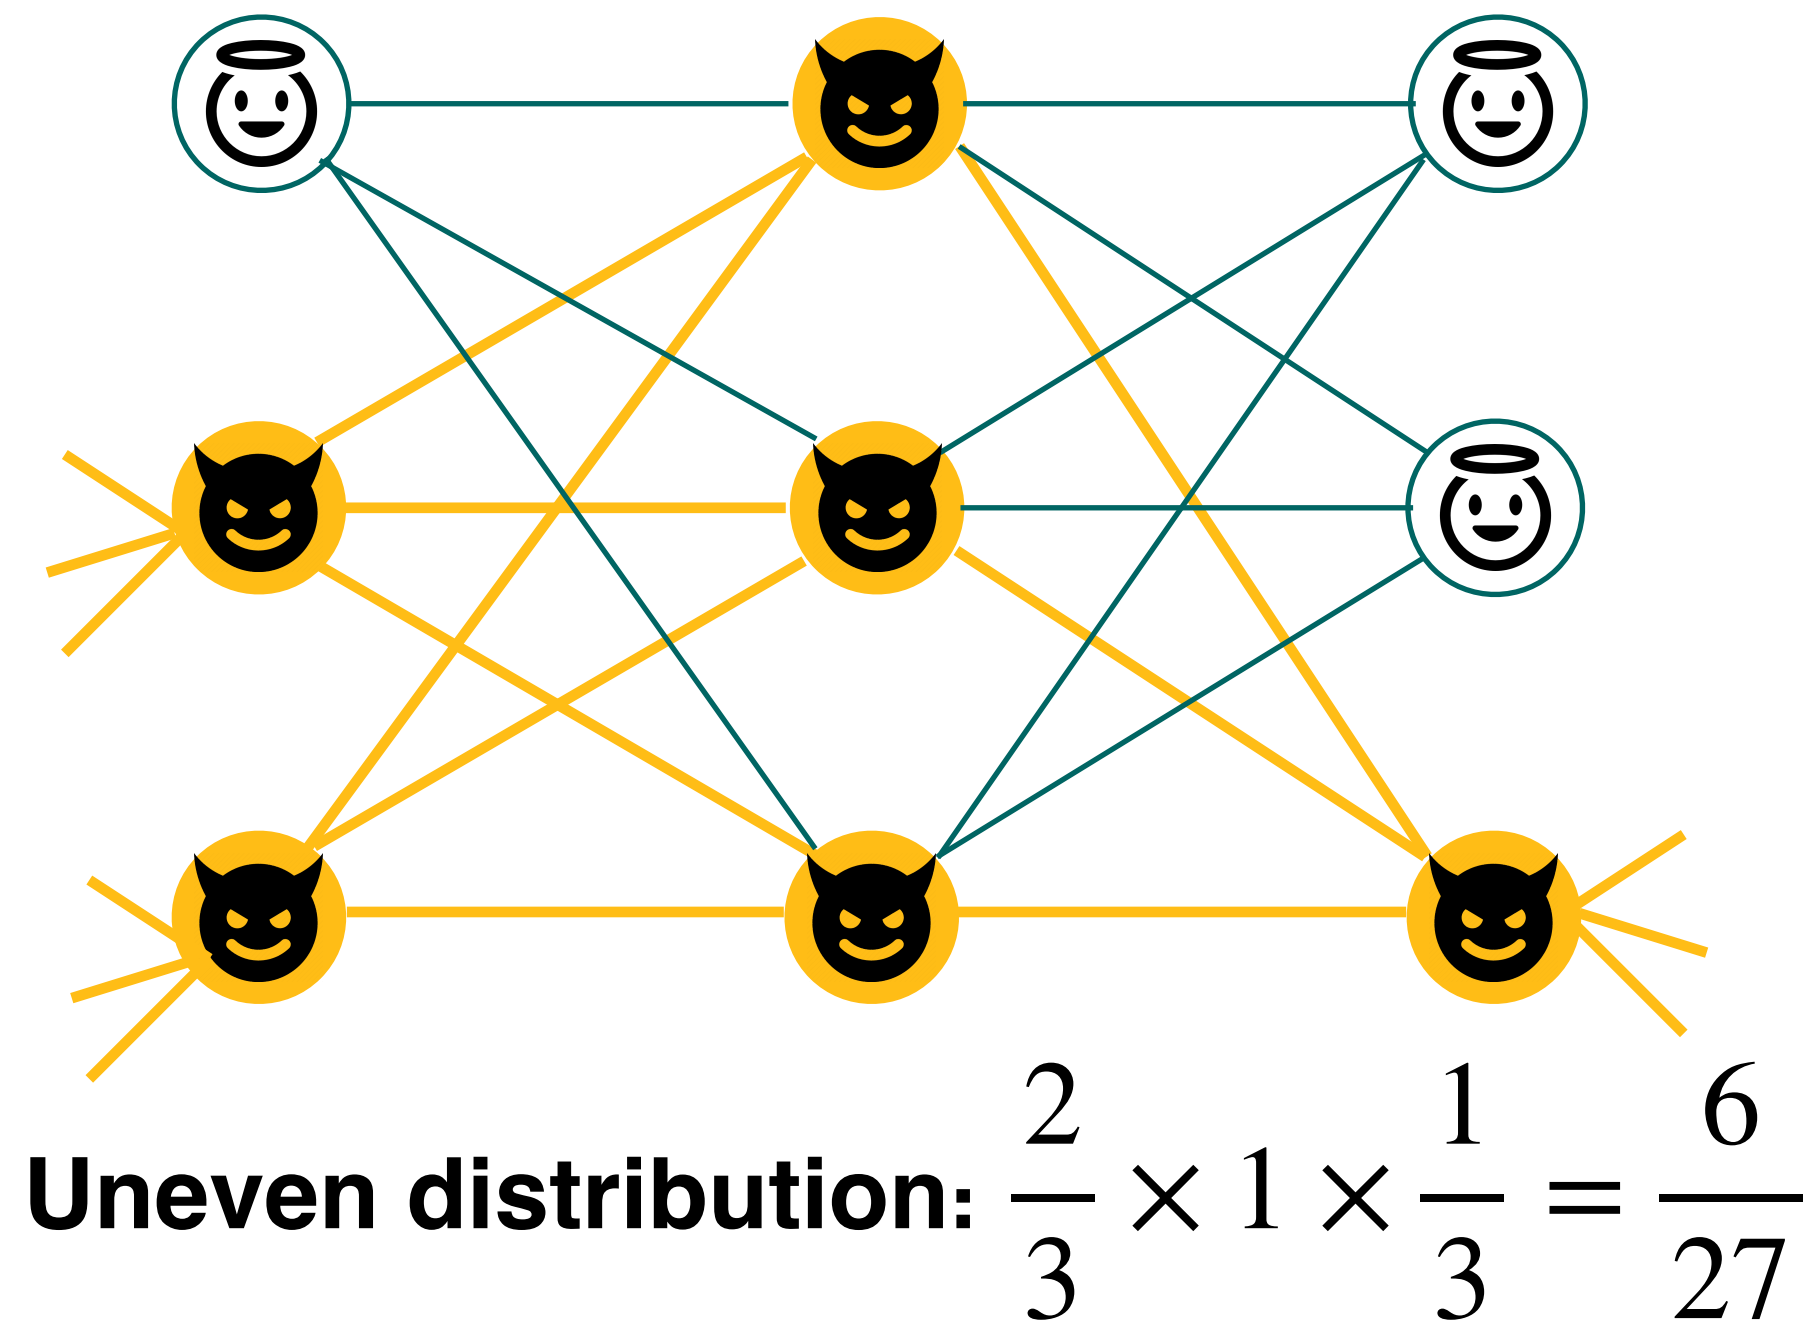 Uneven distribution: 2/3 × 1 × 1/3 = 6/27